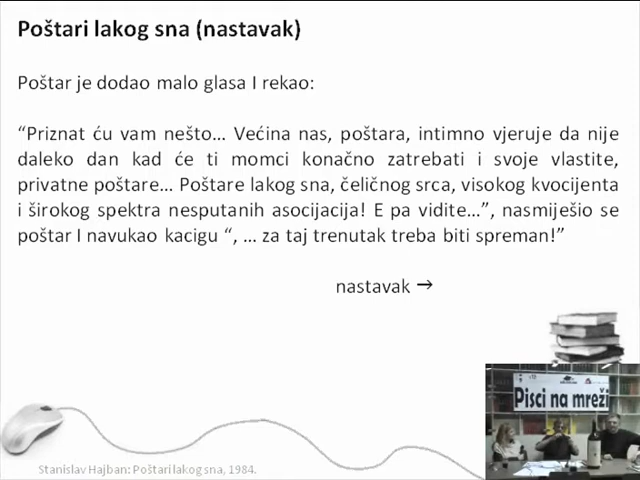 Poštari lakog sna (nastavak)
Poštar je dodao malo glasa I rekao:
“Priznat ću vam nešto... Većina nas, poštara, intimno vjeruje da nije
daleko dan kad će ti momci konačno zatrebati i svoje vlastite,
privatne poštare... Poštare lakog sna, čeličnog srca, visokog kvocijenta
i širokog spektra nesputanih asocijacija! E pa vidite...”, nasmiješio se
poštar I navukao kacigu “, ... za taj trenutak treba biti spreman!”
nastavak →
Pisci na mreži
Stanislav Hajban: Poštari lakog sna, 1984.